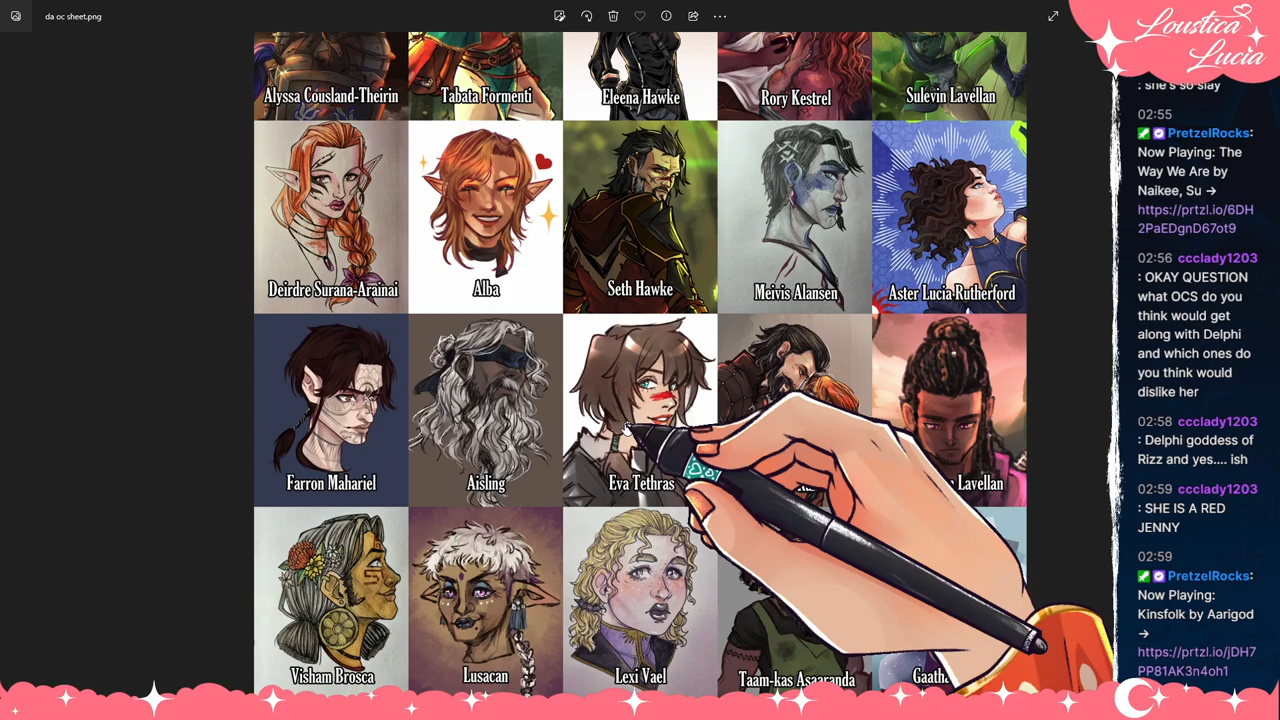 da oc sheet.png
Loustica
Lucia
Alyssa Cousland-Theirin
Tabata Formenti
Eleena Hawke
Rory Kestrel
Sulevin Lavellan
Deirdre Surana-Arainai
Alba
Seth Hawke
Meivis Alansen
Aster Lucia Rutherford
Farron Mahariel
Aisling
Eva Tethras
Lavellan
Visham Brosca
Lusacan
Lexi Vael
Taam-kas Asaaranda
: she's so slay
02:55
PretzelRocks:
Now Playing: The
Way We Are by
Naikee, Su →
https://prtzl.io/6DH
2PaEDgnD67ot9
02:56 ccclady1203
: OKAY QUESTION
what OCS do you
think would get
along with Delphi
and which ones do
you think would
dislike her
02:58 ccclady1203
: Delphi goddess of
Rizz and yes.... ish
02:59 ccclady1203
: SHE IS A RED
JENNY
02:59
PretzelRocks:
Now Playing:
Kinsfolk by Aarigod
→
https://prtzl.io/jDH7
PP81AK3n4oh1